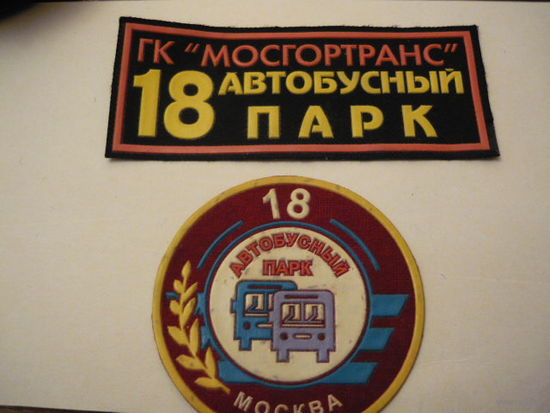 ГК "МОСГОРТРАНС"
18 АВТОБУСНЫЙ
ПАРК
18
АВТОБУСНЫЙ
ПАРК
МОСКВА